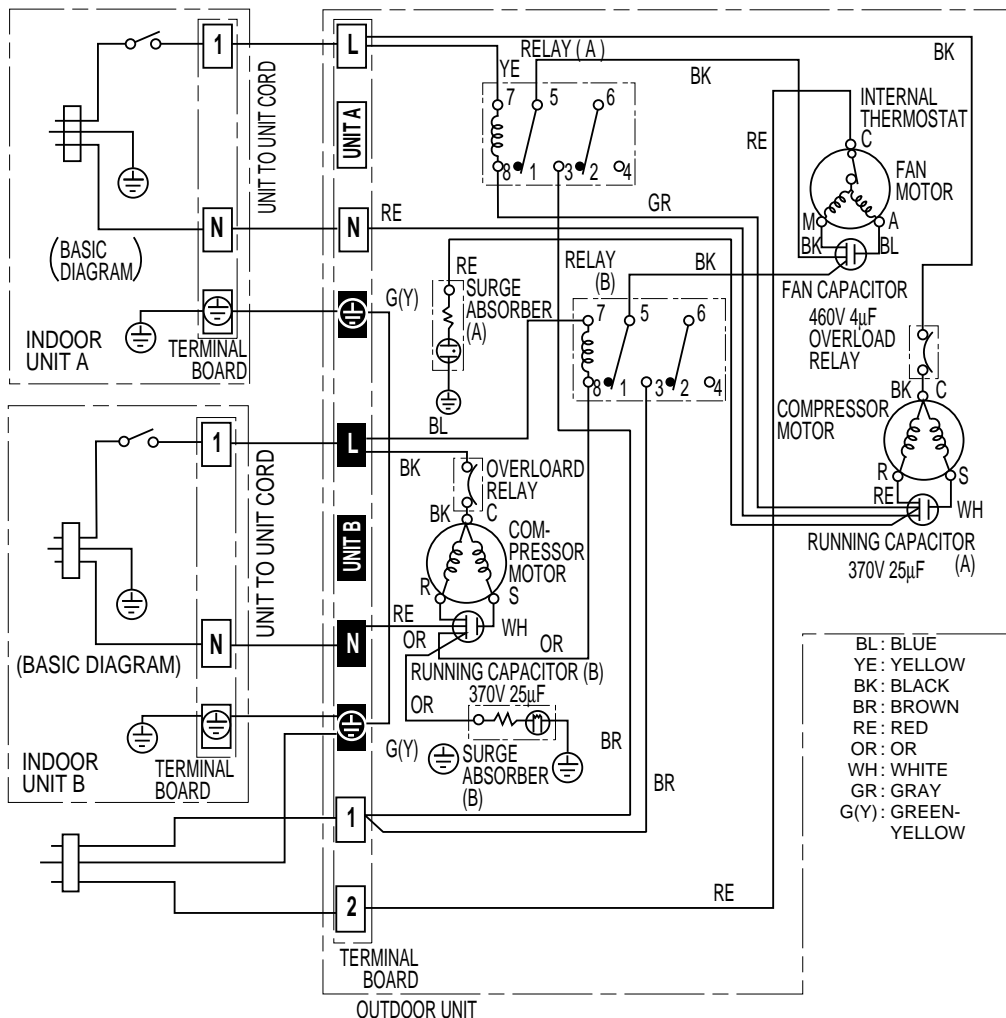 1
UNIT TO UNIT CORD
N
(BASIC
DIAGRAM)
INDOOR
UNIT A
TERMINAL
BOARD
L
UNIT A
N
RE
G(Y)
YE
RELAY (A)
BK
BK
7
5
6
8
1
3
2
4
GR
RE
INTERNAL
THERMOSTAT
C
FAN
MOTOR
M
A
BK
BL
FAN CAPACITOR
460V 4μF
RE
SURGE
ABSORBER
(A)
RELAY
(B)
BK
7
5
6
8
1
3
2
4
OVERLOAD
RELAY
BK
C
COMPRESSOR
MOTOR
R
S
RE
WH
RUNNING CAPACITOR
(A)
370V 25μF
1
UNIT TO UNIT CORD
N
(BASIC DIAGRAM)
INDOOR
UNIT B
TERMINAL
BOARD
L
BL
BK
UNIT B
OVERLOARD
RELAY
BK
C
COM-
PRESSOR
MOTOR
R
S
N
RE
OR
WH
OR
RUNNING CAPACITOR (B)
370V 25μF
OR
G(Y)
SURGE
ABSORBER
(B)
BR
BR
1
2
RE
TERMINAL
BOARD
OUTDOOR UNIT
BL: BLUE
YE: YELLOW
BK: BLACK
BR: BROWN
RE: RED
OR: OR
WH: WHITE
GR: GRAY
G(Y): GREEN-
YELLOW